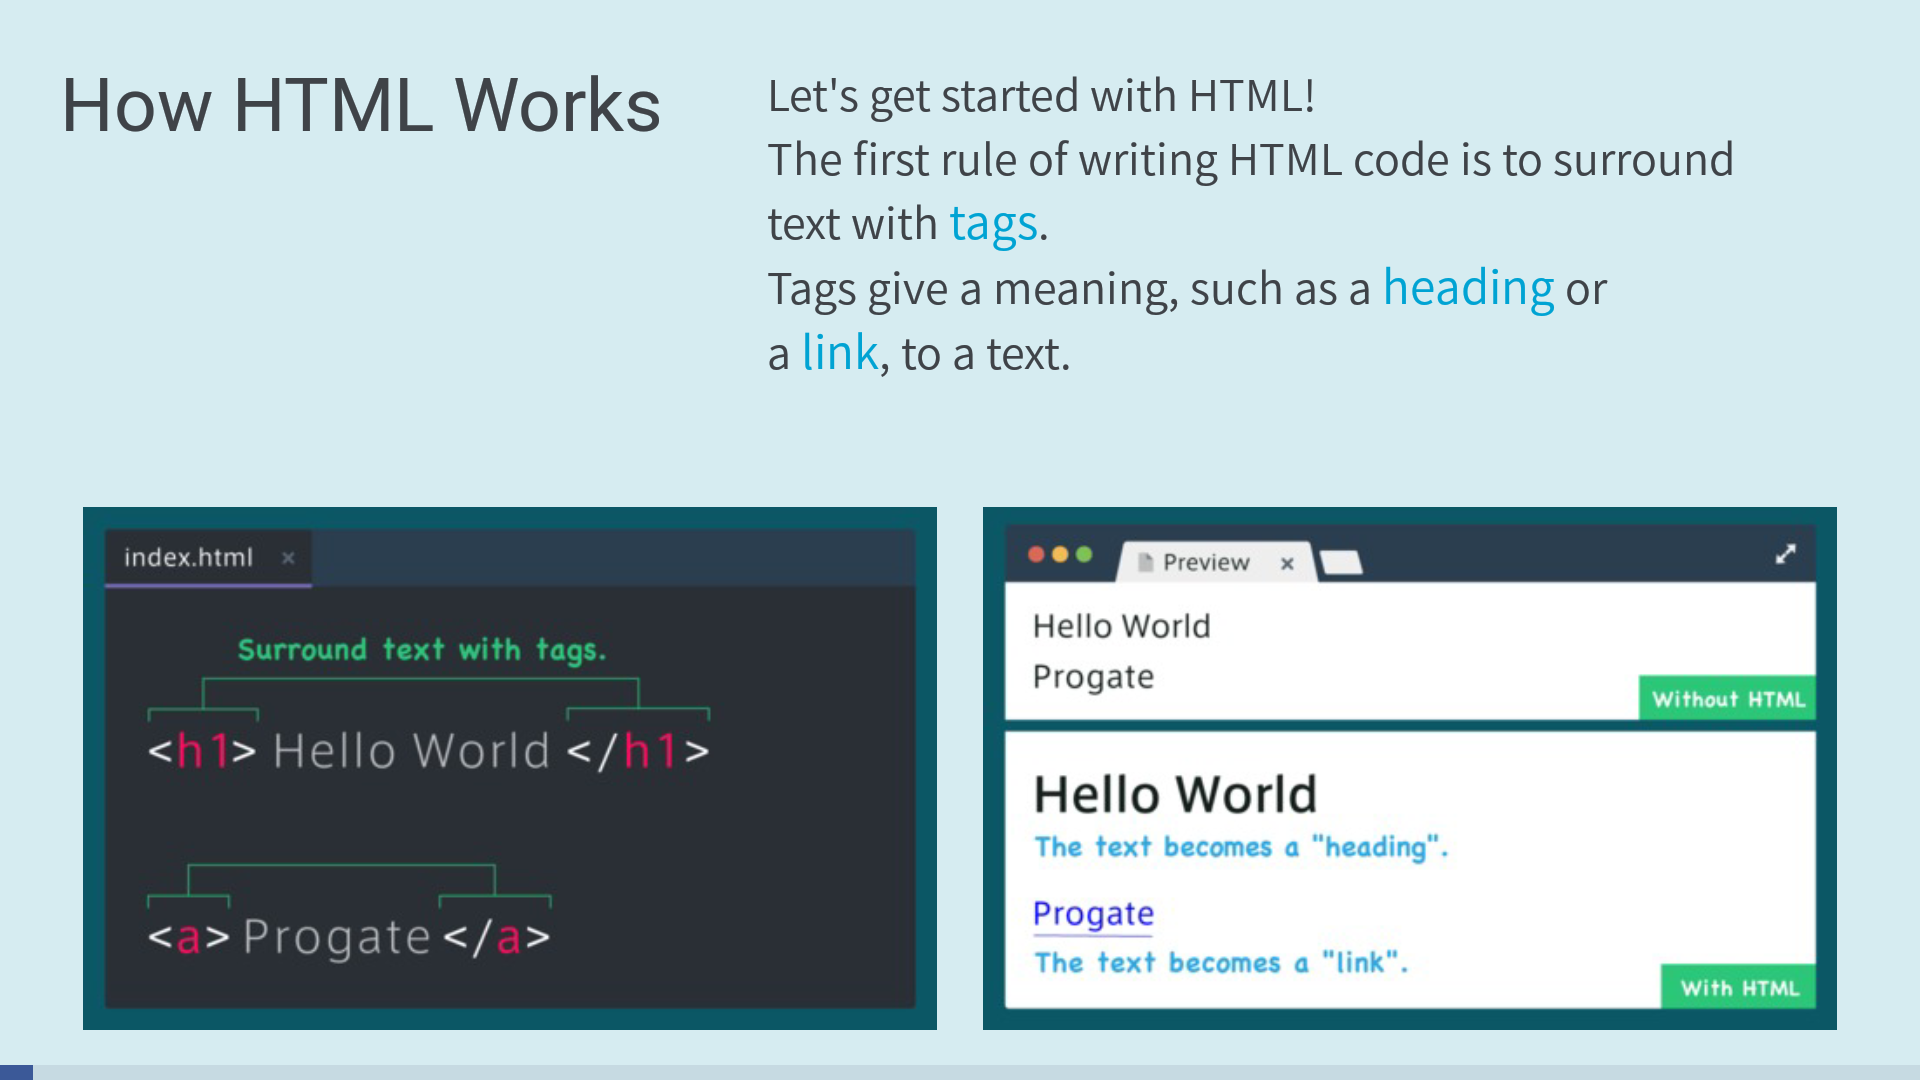 How HTML Works
Let's get started with HTML!
The first rule of writing HTML code is to surround
text with tags.
Tags give a meaning, such as a heading or
a link, to a text.
index.html ×
Surround text with tags.
<h1> Hello World </h1>
<a> Progate </a>
Preview ×
Hello World
Progate
Without HTML
Hello World
The text becomes a "heading".
Progate
The text becomes a "link".
With HTML